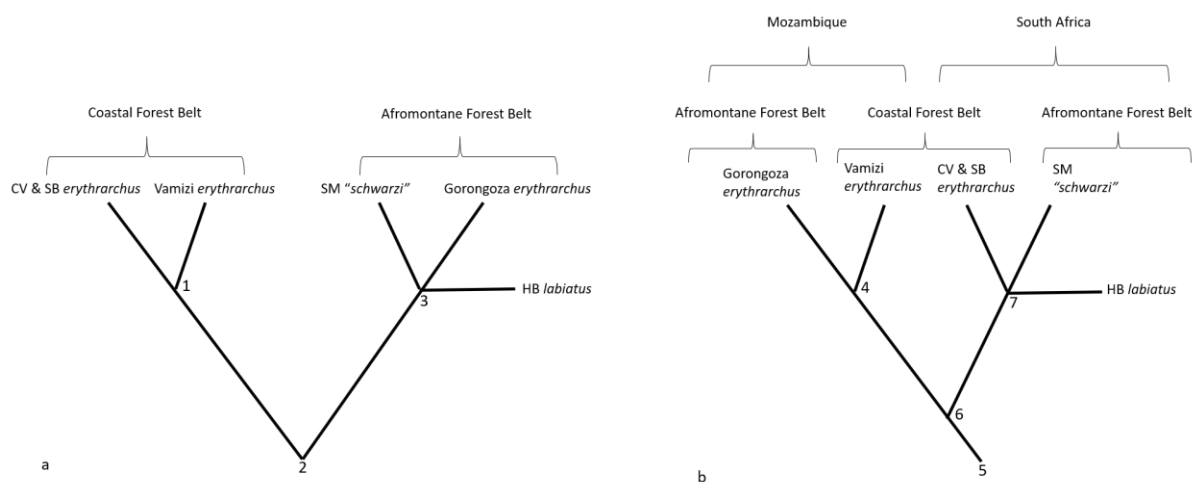 Coastal Forest Belt
Afromontane Forest Belt
CV & SB erythrarchus
Vamizi erythrarchus
SM "schwarzi"
Gorongoza erythrarchus
1
3
HB labiatus
2
a
Mozambique
South Africa
Afromontane Forest Belt
Coastal Forest Belt
Afromontane Forest Belt
Gorongoza
erythrarchus
Vamizi
erythrarchus
CV & SB
erythrarchus
SM
"schwarzi"
4
7
HB labiatus
6
5
b